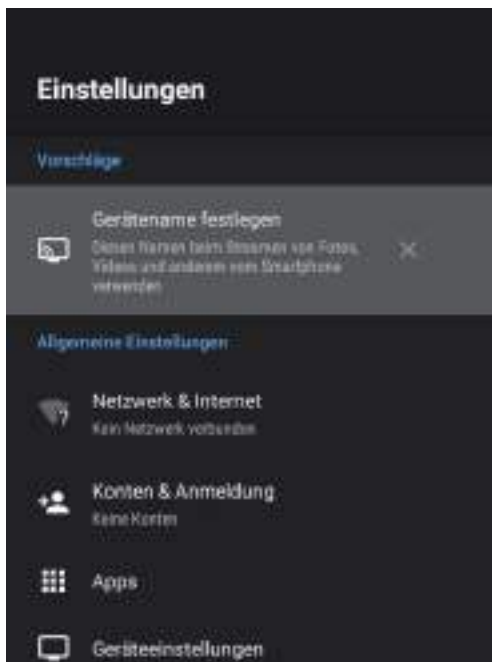 Einstellungen
Vorschläge
Gerätename festlegen
Diesen Namen beim Streamen von Fotos,
Videos und anderem vom Smartphone
verwenden
Allgemeine Einstellungen
Netzwerk & Internet
Kein Netzwerk verbunden
Konten & Anmeldung
Keine Konten
Apps
Geräteeinstellungen